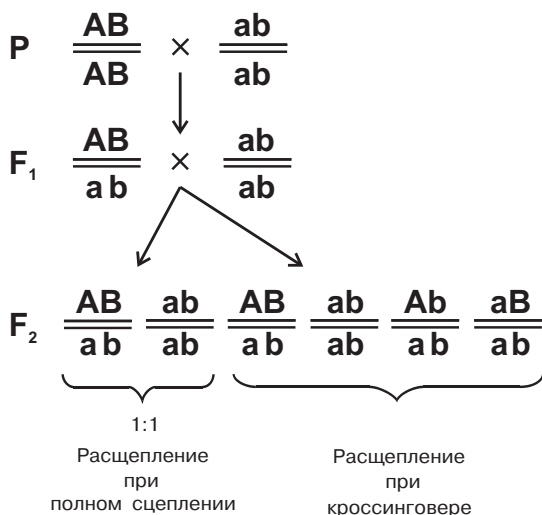 P AB × ab
AB ab
F₁ AB × ab
ab ab
F₂ AB ab AB ab Ab aB
ab ab ab ab ab ab
1:1
Расщепление Расщепление
при при
полном сцеплении кроссинговере